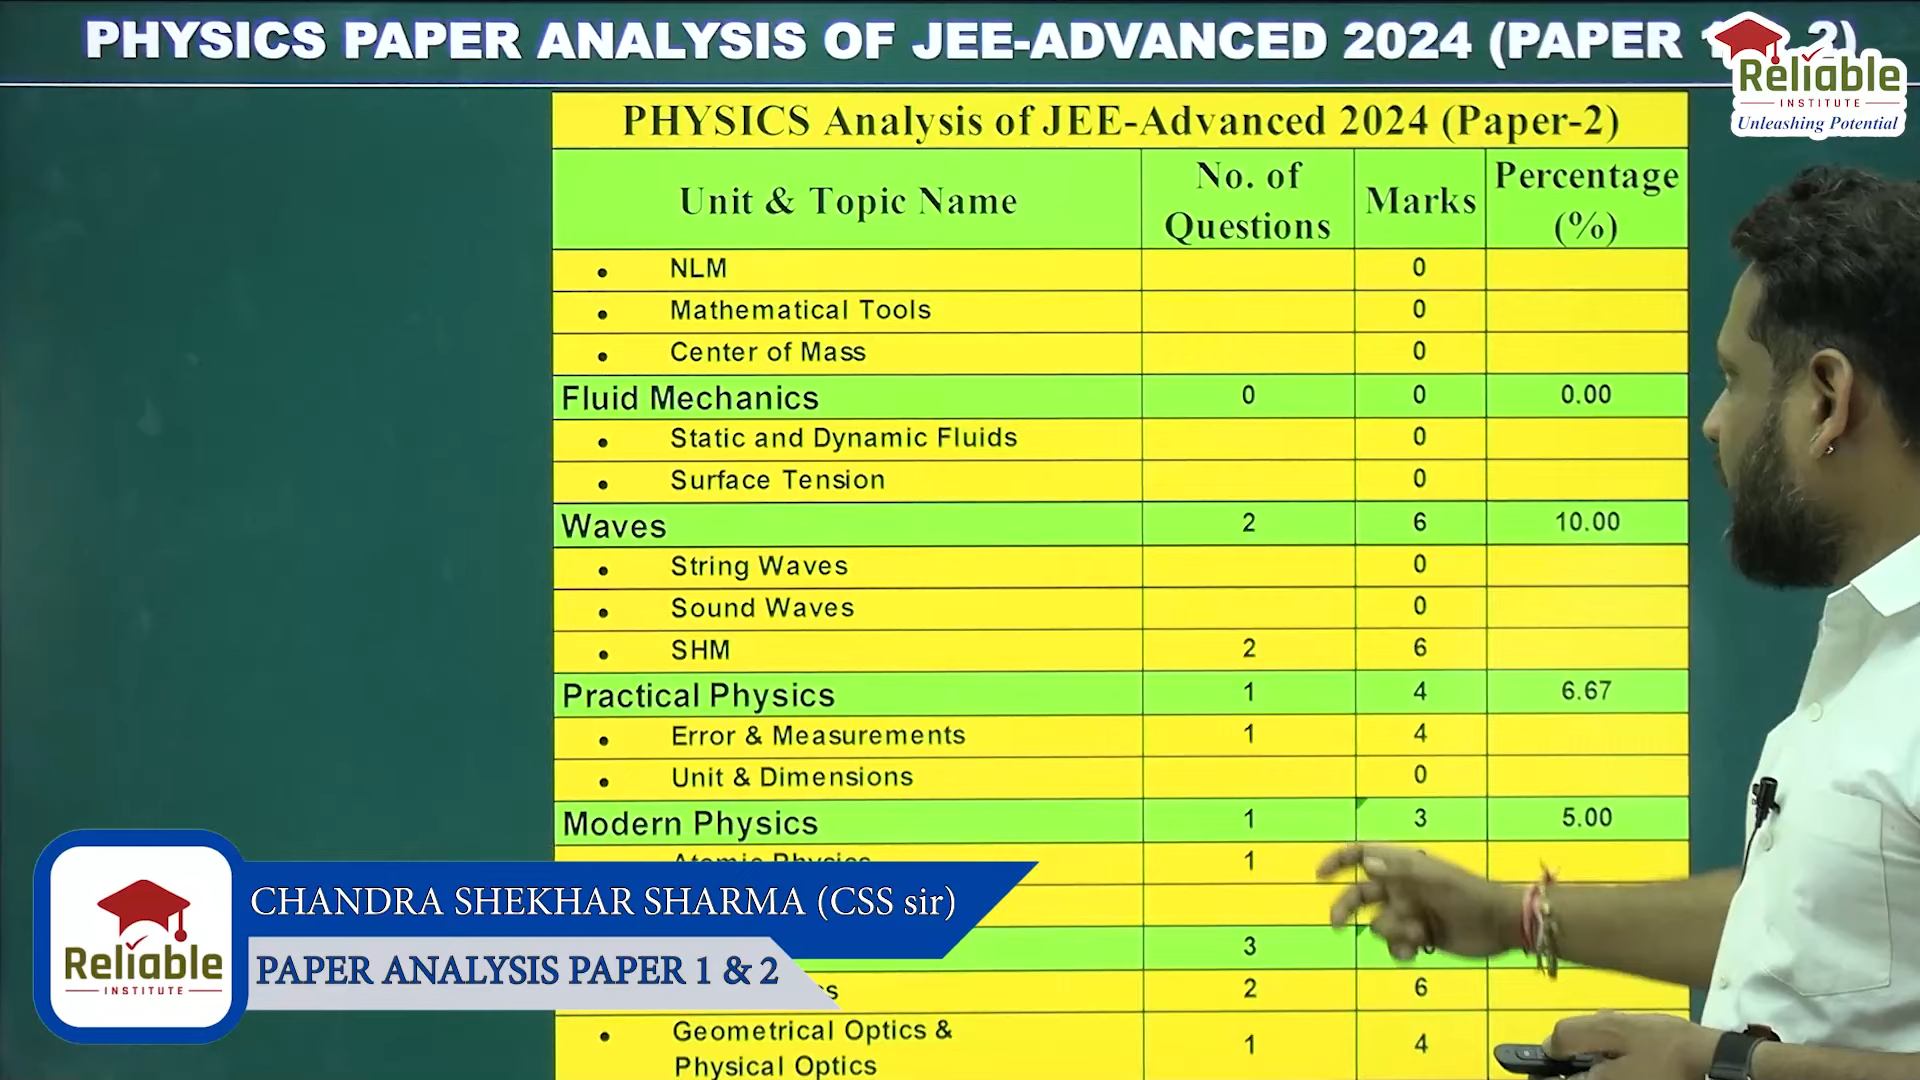 PHYSICS PAPER ANALYSIS OF JEE-ADVANCED 2024 (PAPER 2)
Reliable
INSTITUTE
Unleashing Potential
PHYSICS Analysis of JEE-Advanced 2024 (Paper-2)
Unit & Topic Name No. of Questions Marks Percentage (%)
• NLM 0
• Mathematical Tools 0
• Center of Mass 0
Fluid Mechanics 0 0 0.00
• Static and Dynamic Fluids 0
• Surface Tension 0
Waves 2 6 10.00
• String Waves 0
• Sound Waves 0
• SHM 2 6
Practical Physics 1 4 6.67
• Error & Measurements 1 4
• Unit & Dimensions 0
Modern Physics 1 3 5.00
Atomic Physics 1
3
2 6
• Geometrical Optics & Physical Optics 1 4
CHANDRA SHEKHAR SHARMA (CSS sir)
PAPER ANALYSIS PAPER 1 & 2
Reliable
INSTITUTE